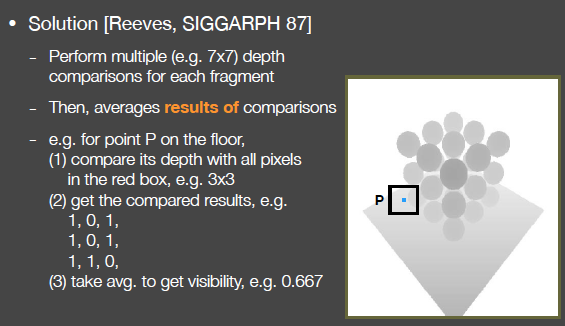 • Solution [Reeves, SIGGARPH 87]
– Perform multiple (e.g. 7x7) depth
comparisons for each fragment
– Then, averages results of comparisons
– e.g. for point P on the floor,
(1) compare its depth with all pixels
in the red box, e.g. 3x3
(2) get the compared results, e.g.
1, 0, 1,
1, 0, 1,
1, 1, 0,
(3) take avg. to get visibility, e.g. 0.667
P